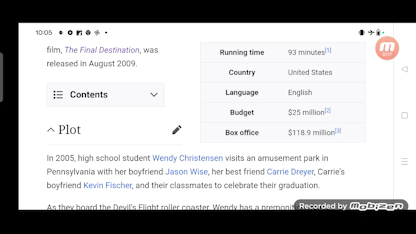 10:05
film, The Final Destination, was
released in August 2009.
Contents
Plot
Running time 93 minutes[1]
Country United States
Language English
Budget $25 million[2]
Box office $118.9 million[3]
In 2005, high school student Wendy Christensen visits an amusement park in
Pennsylvania with her boyfriend Jason Wise, her best friend Carrie Dreyer, Carrie's
boyfriend Kevin Fischer, and their classmates to celebrate their graduation.
As they board the Devil's Flight roller coaster, Wendy has a premoni
Recorded by Mobizen